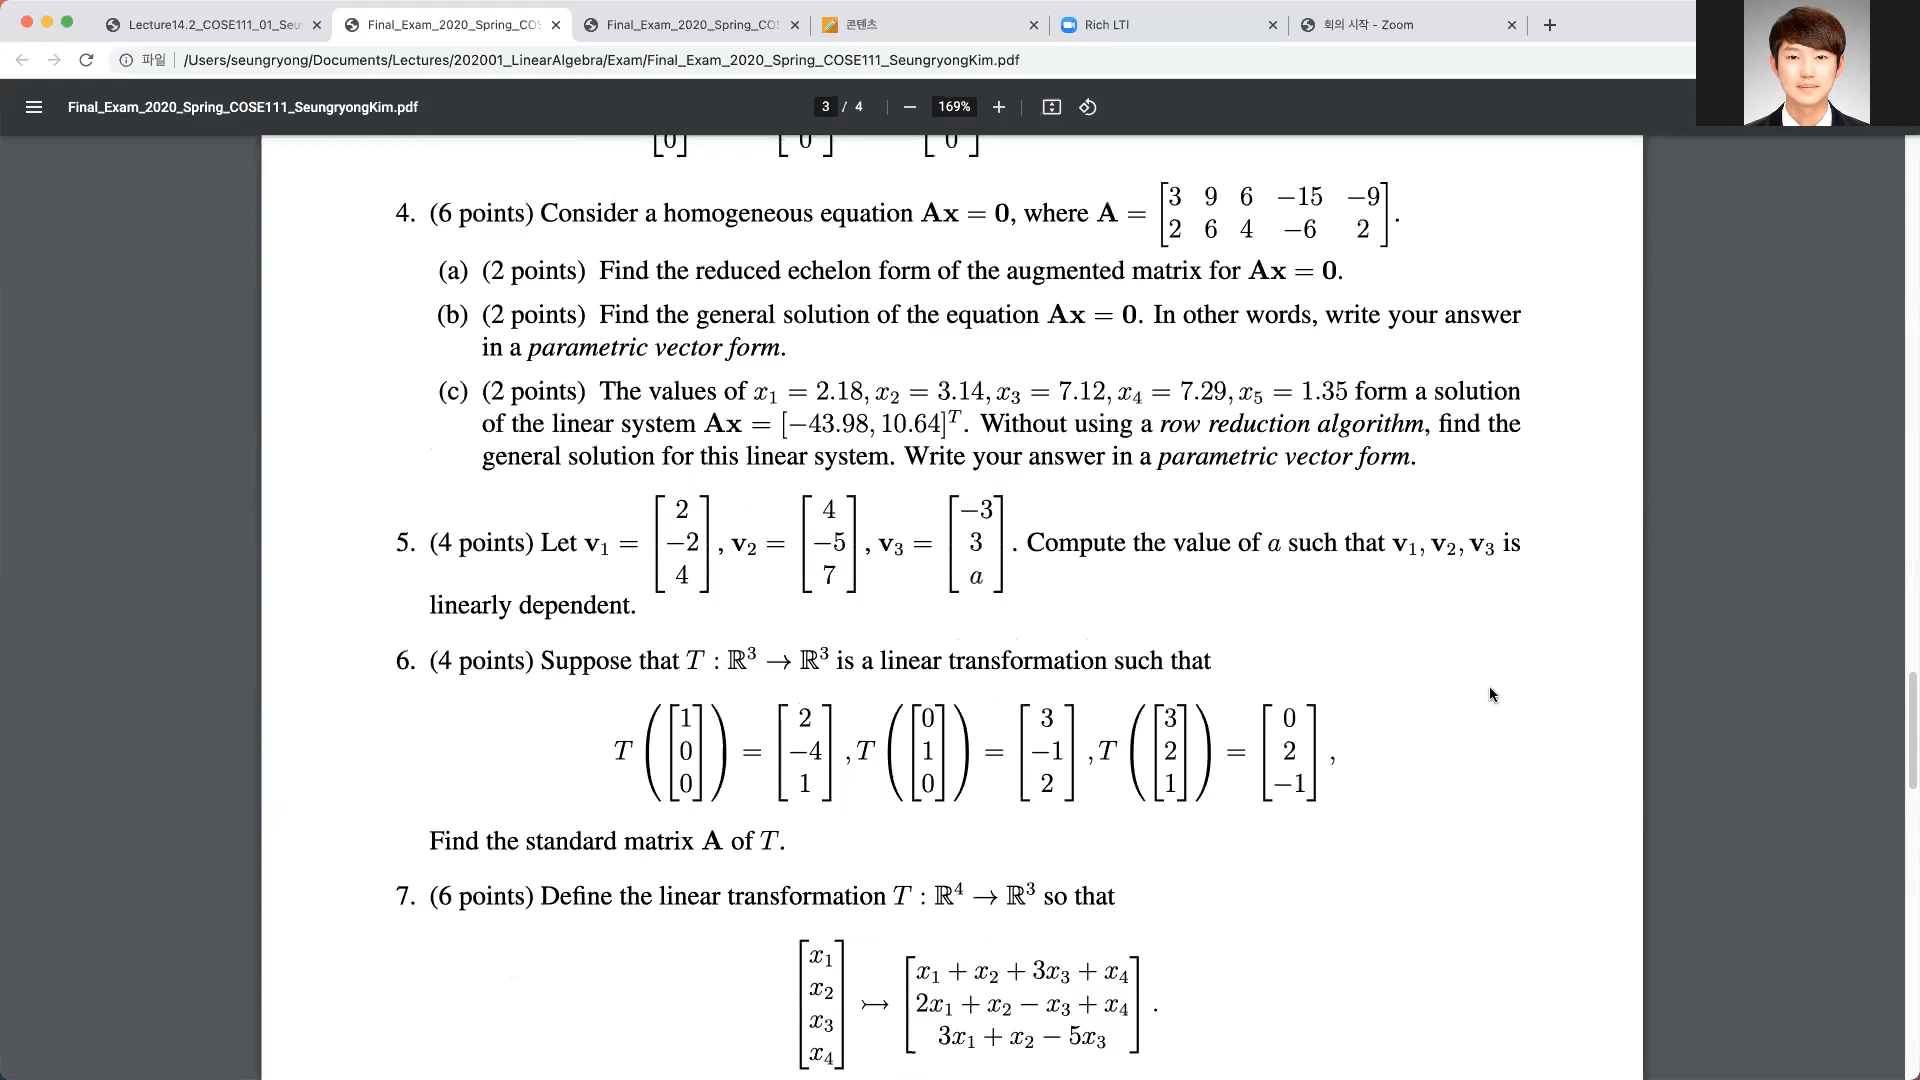 Lecture14.2_COSE111_01_Seu
Final_Exam_2020_Spring_CO
Final_Exam_2020_Spring_CO
콘텐츠
Rich LTI
회의 시작 - Zoom
파일 /Users/seungryong/Documents/Lectures/202001_LinearAlgebra/Exam/Final_Exam_2020_Spring_COSE111_SeungryongKim.pdf
Final_Exam_2020_Spring_COSE111_SeungryongKim.pdf 3 / 4 − 169% +
[0] [0] [0]
4. (6 points) Consider a homogeneous equation Ax = 0, where A = [3 9 6 −15 −9
2 6 4 −6 2].
(a) (2 points) Find the reduced echelon form of the augmented matrix for Ax = 0.
(b) (2 points) Find the general solution of the equation Ax = 0. In other words, write your answer
in a parametric vector form.
(c) (2 points) The values of x₁ = 2.18, x₂ = 3.14, x₃ = 7.12, x₄ = 7.29, x₅ = 1.35 form a solution
of the linear system Ax = [−43.98, 10.64]ᵀ. Without using a row reduction algorithm, find the
general solution for this linear system. Write your answer in a parametric vector form.
5. (4 points) Let v₁ = [2 −2 4], v₂ = [4 −5 7], v₃ = [−3 3 a]. Compute the value of a such that v₁, v₂, v₃ is
linearly dependent.
6. (4 points) Suppose that T : ℝ³ → ℝ³ is a linear transformation such that
T([1 0 0]) = [2 −4 1], T([0 1 0]) = [3 −1 2], T([3 2 1]) = [0 2 −1],
Find the standard matrix A of T.
7. (6 points) Define the linear transformation T : ℝ⁴ → ℝ³ so that
[x₁ x₂ x₃ x₄] ↣ [x₁ + x₂ + 3x₃ + x₄
2x₁ + x₂ − x₃ + x₄
3x₁ + x₂ − 5x₃].